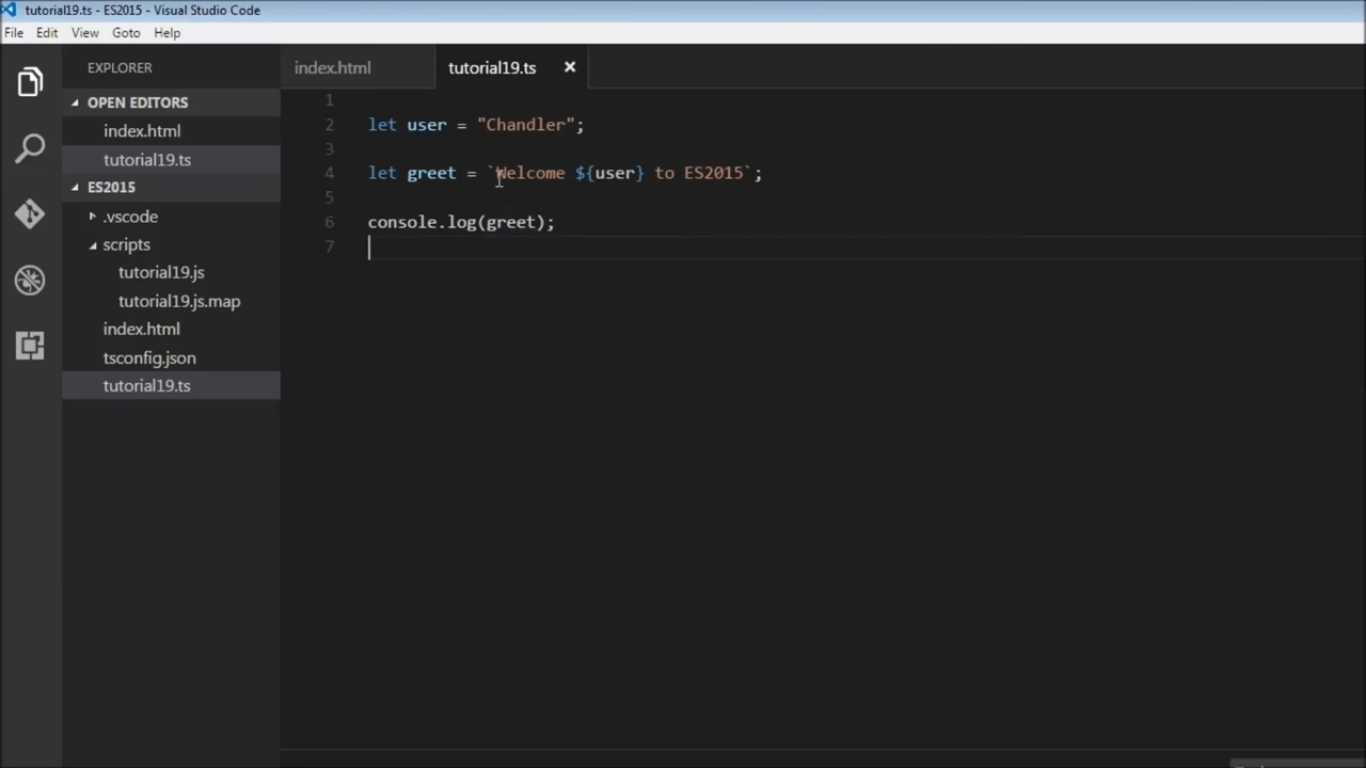 tutorial19.ts - ES2015 - Visual Studio Code
File Edit View Goto Help
EXPLORER
OPEN EDITORS
index.html
tutorial19.ts
ES2015
.vscode
scripts
tutorial19.js
tutorial19.js.map
index.html
tsconfig.json
tutorial19.ts
index.html tutorial19.ts
1
2 let user = "Chandler";
3
4 let greet = `Welcome ${user} to ES2015`;
5
6 console.log(greet);
7